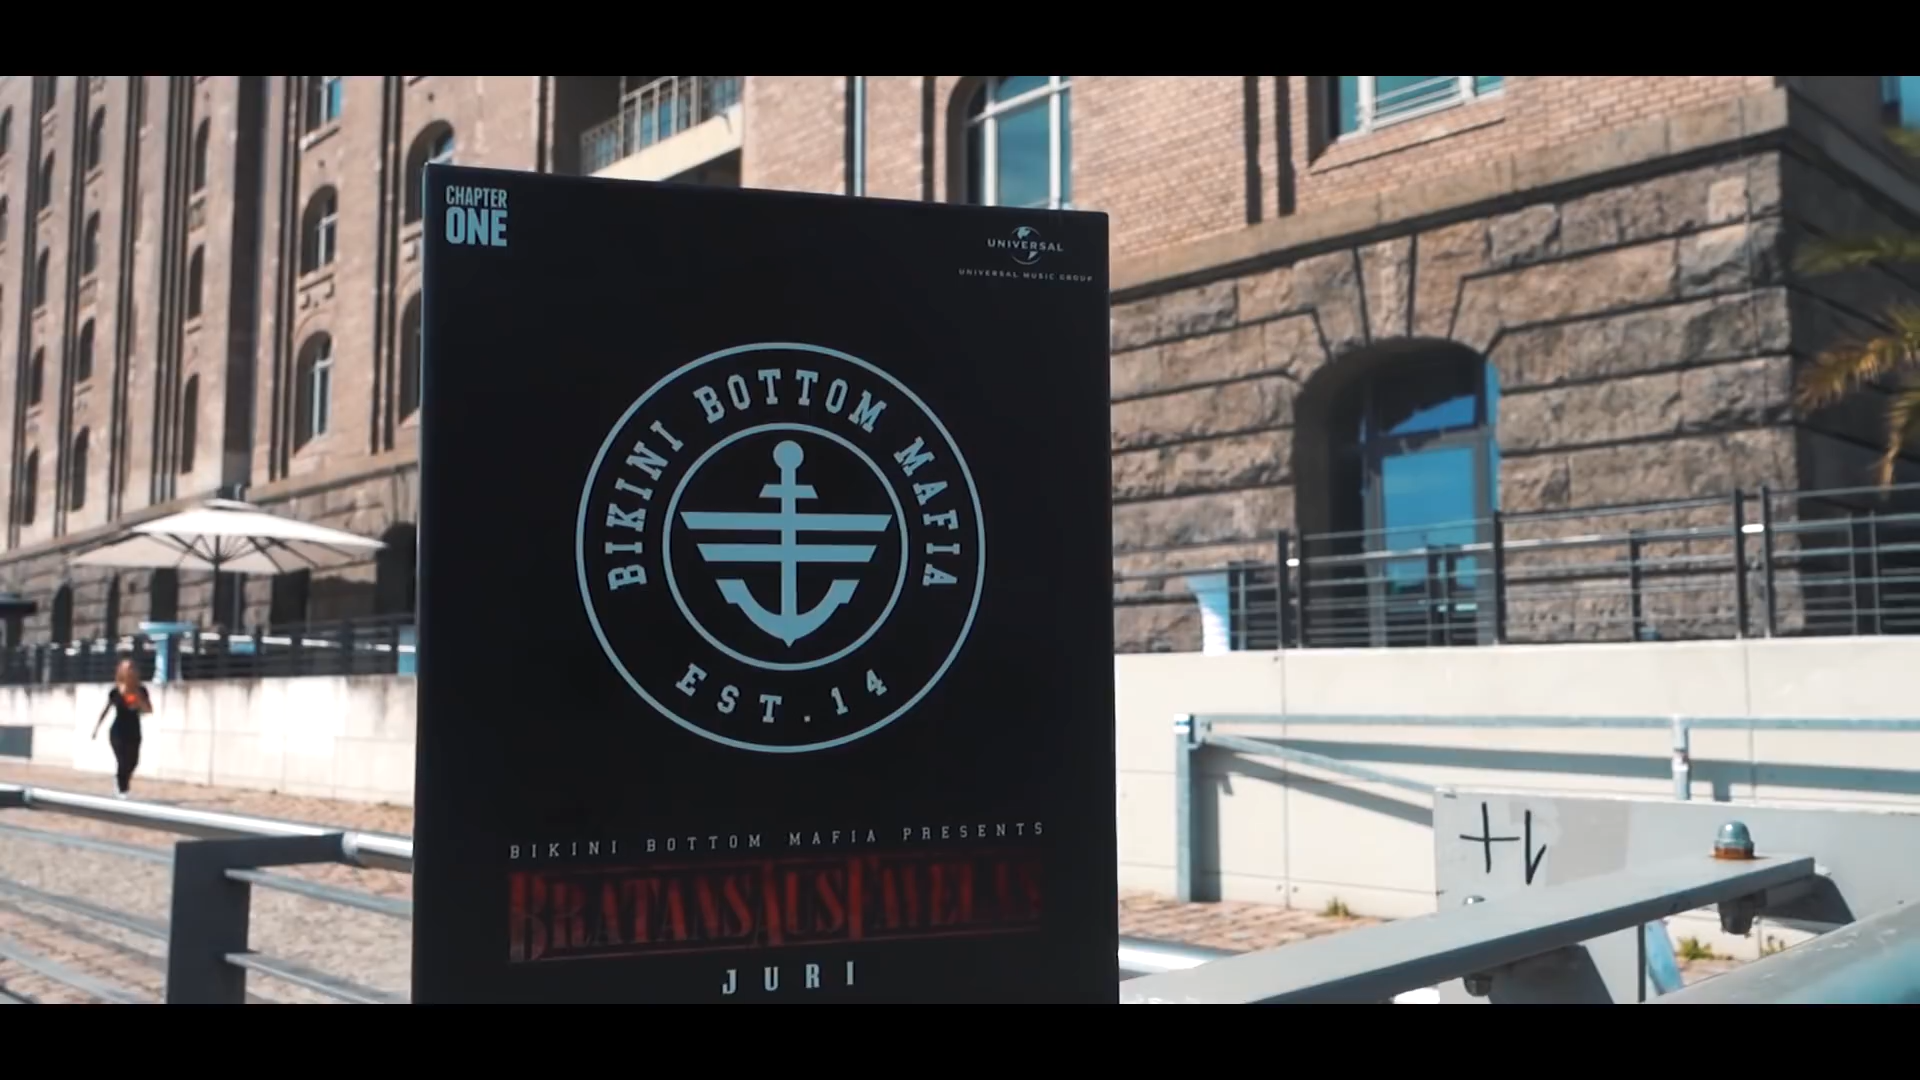 CHAPTER
ONE
UNIVERSAL
UNIVERSAL MUSIC GROUP
BIKINI BOTTOM MAFIA
EST. 14
BIKINI BOTTOM MAFIA PRESENTS
BRATANSAUSFAVELAS
JURI